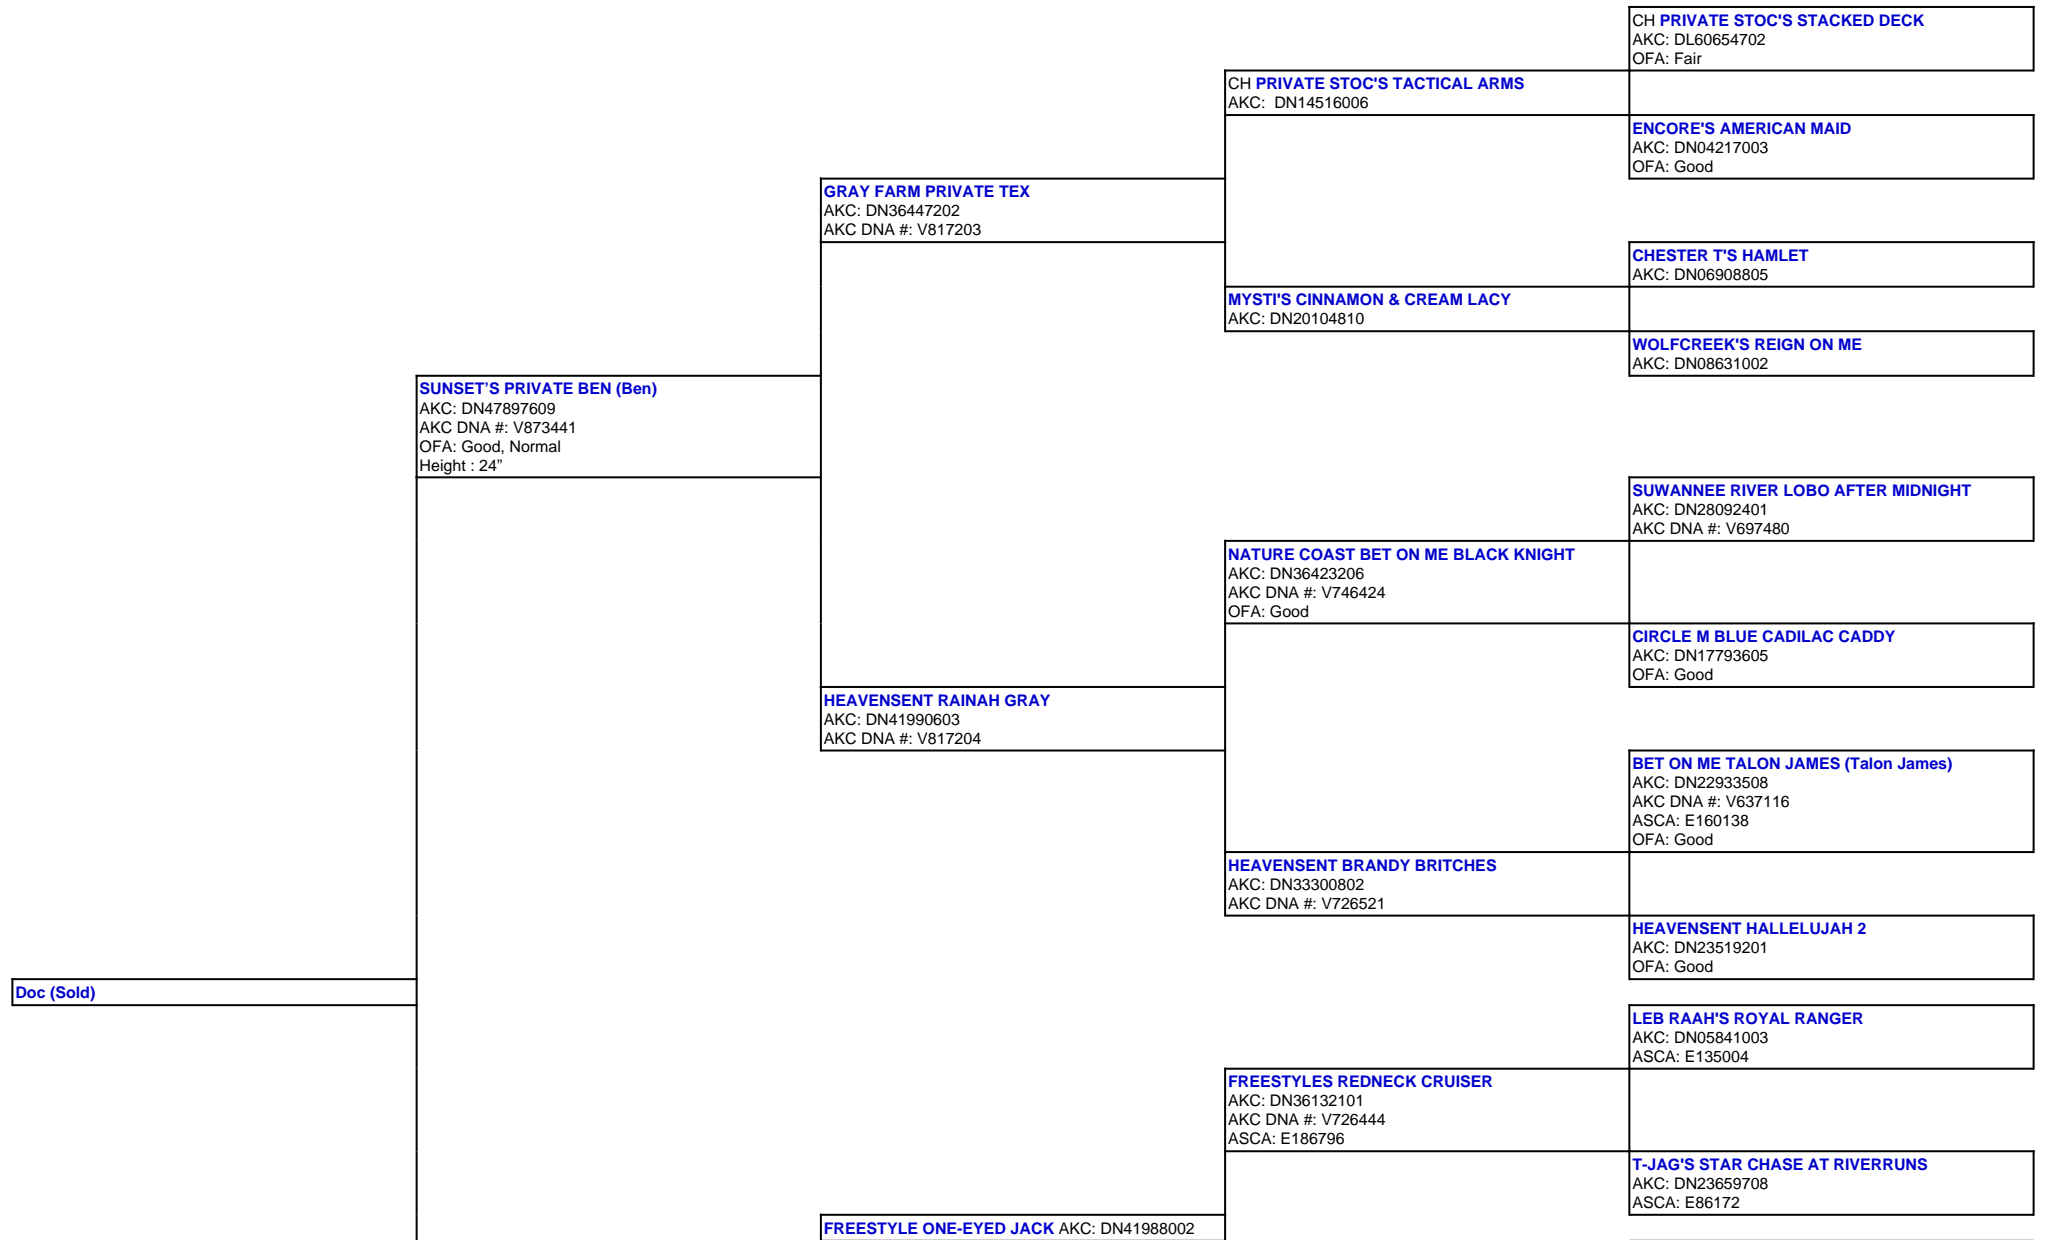 CH PRIVATE STOC'S STACKED DECK
AKC: DL60654702
OFA: Fair
CH PRIVATE STOC'S TACTICAL ARMS
AKC:  DN14516006
ENCORE'S AMERICAN MAID
AKC: DN04217003
OFA: Good
GRAY FARM PRIVATE TEX
AKC: DN36447202
AKC DNA #: V817203
CHESTER T'S HAMLET
AKC: DN06908805
MYSTI'S CINNAMON & CREAM LACY
AKC: DN20104810
WOLFCREEK'S REIGN ON ME
AKC: DN08631002
SUNSET’S PRIVATE BEN (Ben)
AKC: DN47897609
AKC DNA #: V873441
OFA: Good, Normal
Height : 24”
SUWANNEE RIVER LOBO AFTER MIDNIGHT
AKC: DN28092401
AKC DNA #: V697480
NATURE COAST BET ON ME BLACK KNIGHT
AKC: DN36423206
AKC DNA #: V746424
OFA: Good
CIRCLE M BLUE CADILAC CADDY
AKC: DN17793605
OFA: Good
HEAVENSENT RAINAH GRAY
AKC: DN41990603
AKC DNA #: V817204
BET ON ME TALON JAMES (Talon James)
AKC: DN22933508
AKC DNA #: V637116
ASCA: E160138
OFA: Good
HEAVENSENT BRANDY BRITCHES
AKC: DN33300802
AKC DNA #: V726521
HEAVENSENT HALLELUJAH 2
AKC: DN23519201
OFA: Good
Doc (Sold)
LEB RAAH'S ROYAL RANGER
AKC: DN05841003
ASCA: E135004
FREESTYLES REDNECK CRUISER
AKC: DN36132101
AKC DNA #: V726444
ASCA: E186796
T-JAG'S STAR CHASE AT RIVERRUNS
AKC: DN23659708
ASCA: E86172
FREESTYLE ONE-EYED JACK AKC: DN41988002